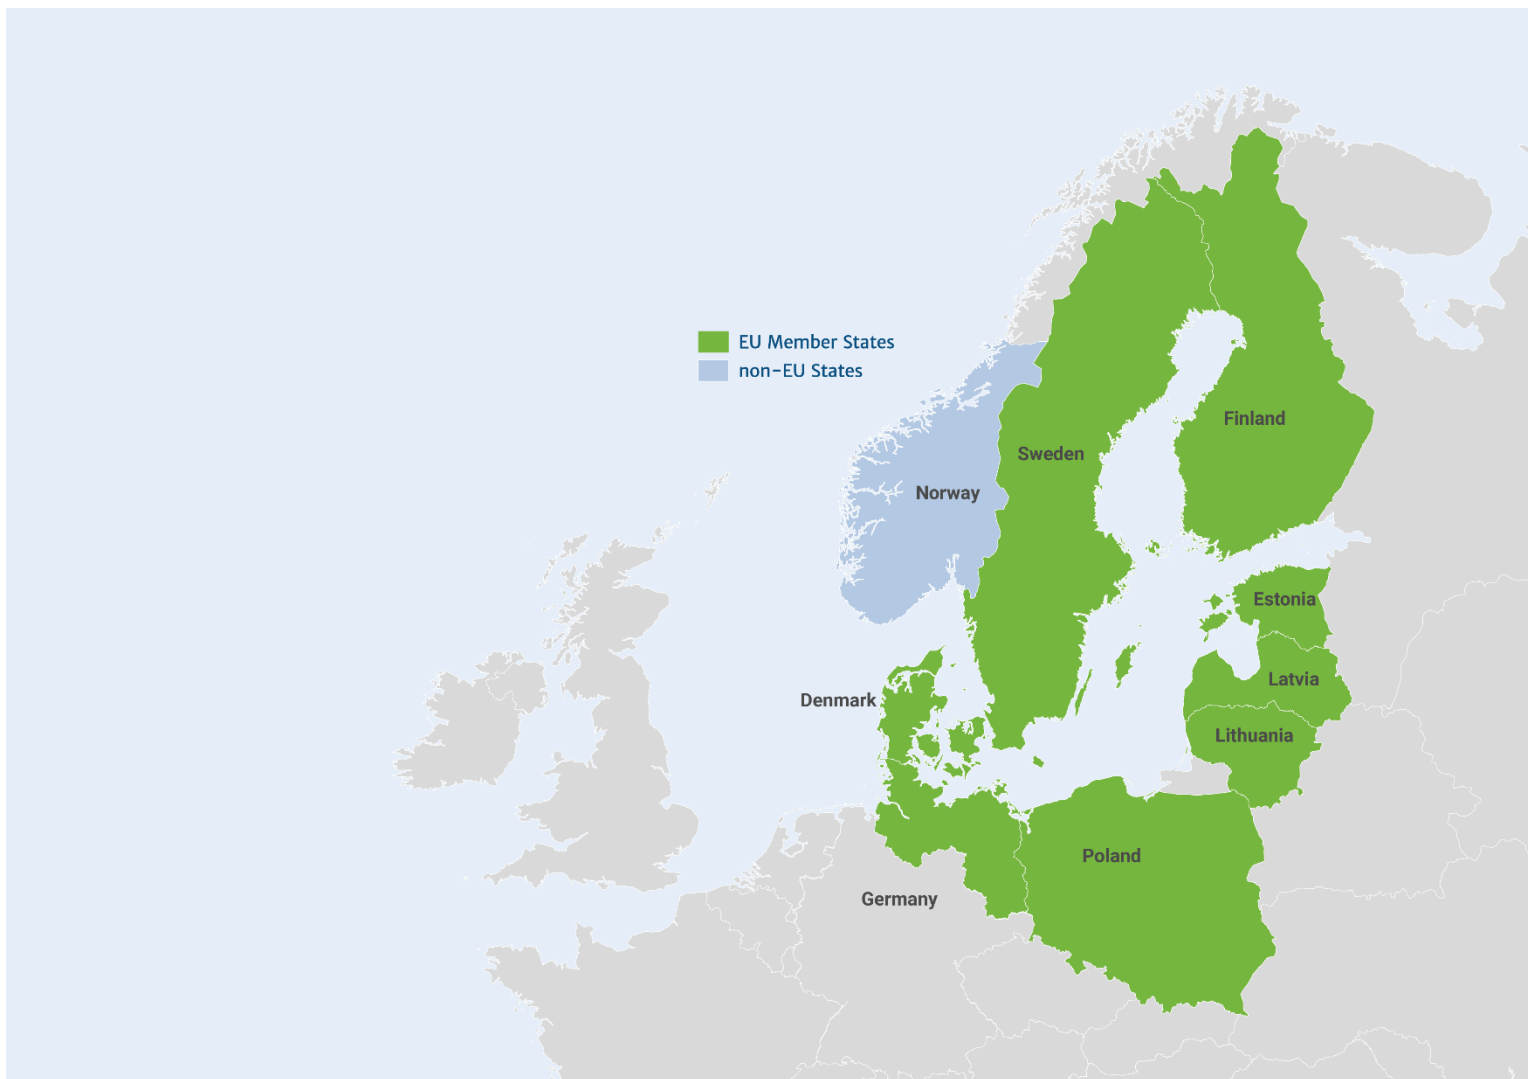 EU Member States
non-EU States
Finland
Sweden
Norway
Estonia
Latvia
Denmark
Lithuania
Poland
Germany